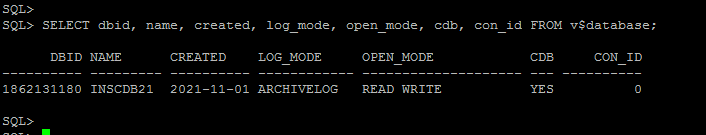 SQL>
SQL> SELECT dbid, name, created, log_mode, open_mode, cdb, con_id FROM v$database;
DBID NAME CREATED LOG_MODE OPEN_MODE CDB CON_ID
---------- --------- ---------- ------------ -------------------- --- ----------
1862131180 INSCDB21 2021-11-01 ARCHIVELOG READ WRITE YES 0
SQL>
SQL>